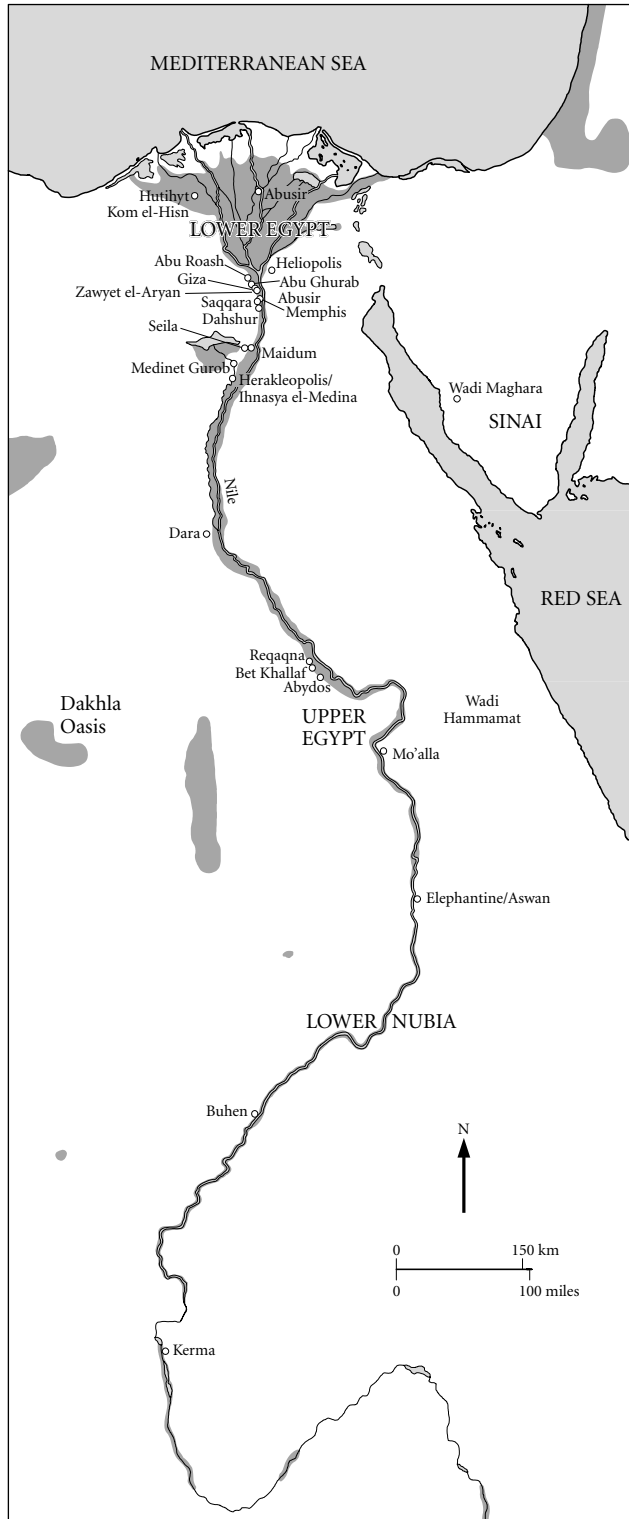 MEDITERRANEAN SEA
Hutihyt
Kom el-Hisn
Abusir
LOWER EGYPT
Heliopolis
Abu Roash
Giza
Abu Ghurab
Zawyet el-Aryan
Abusir
Saqqara
Memphis
Dahshur
Seila
Maidum
Medinet Gurob
Herakleopolis/
Ihnasya el-Medina
Wadi Maghara
SINAI
Nile
Dara
RED SEA
Reqaqna
Bet Khallaf
Abydos
Dakhla
Oasis
UPPER
EGYPT
Wadi
Hammamat
Mo’alla
Elephantine/Aswan
LOWER NUBIA
Buhen
N
0 150 km
0 100 miles
Kerma